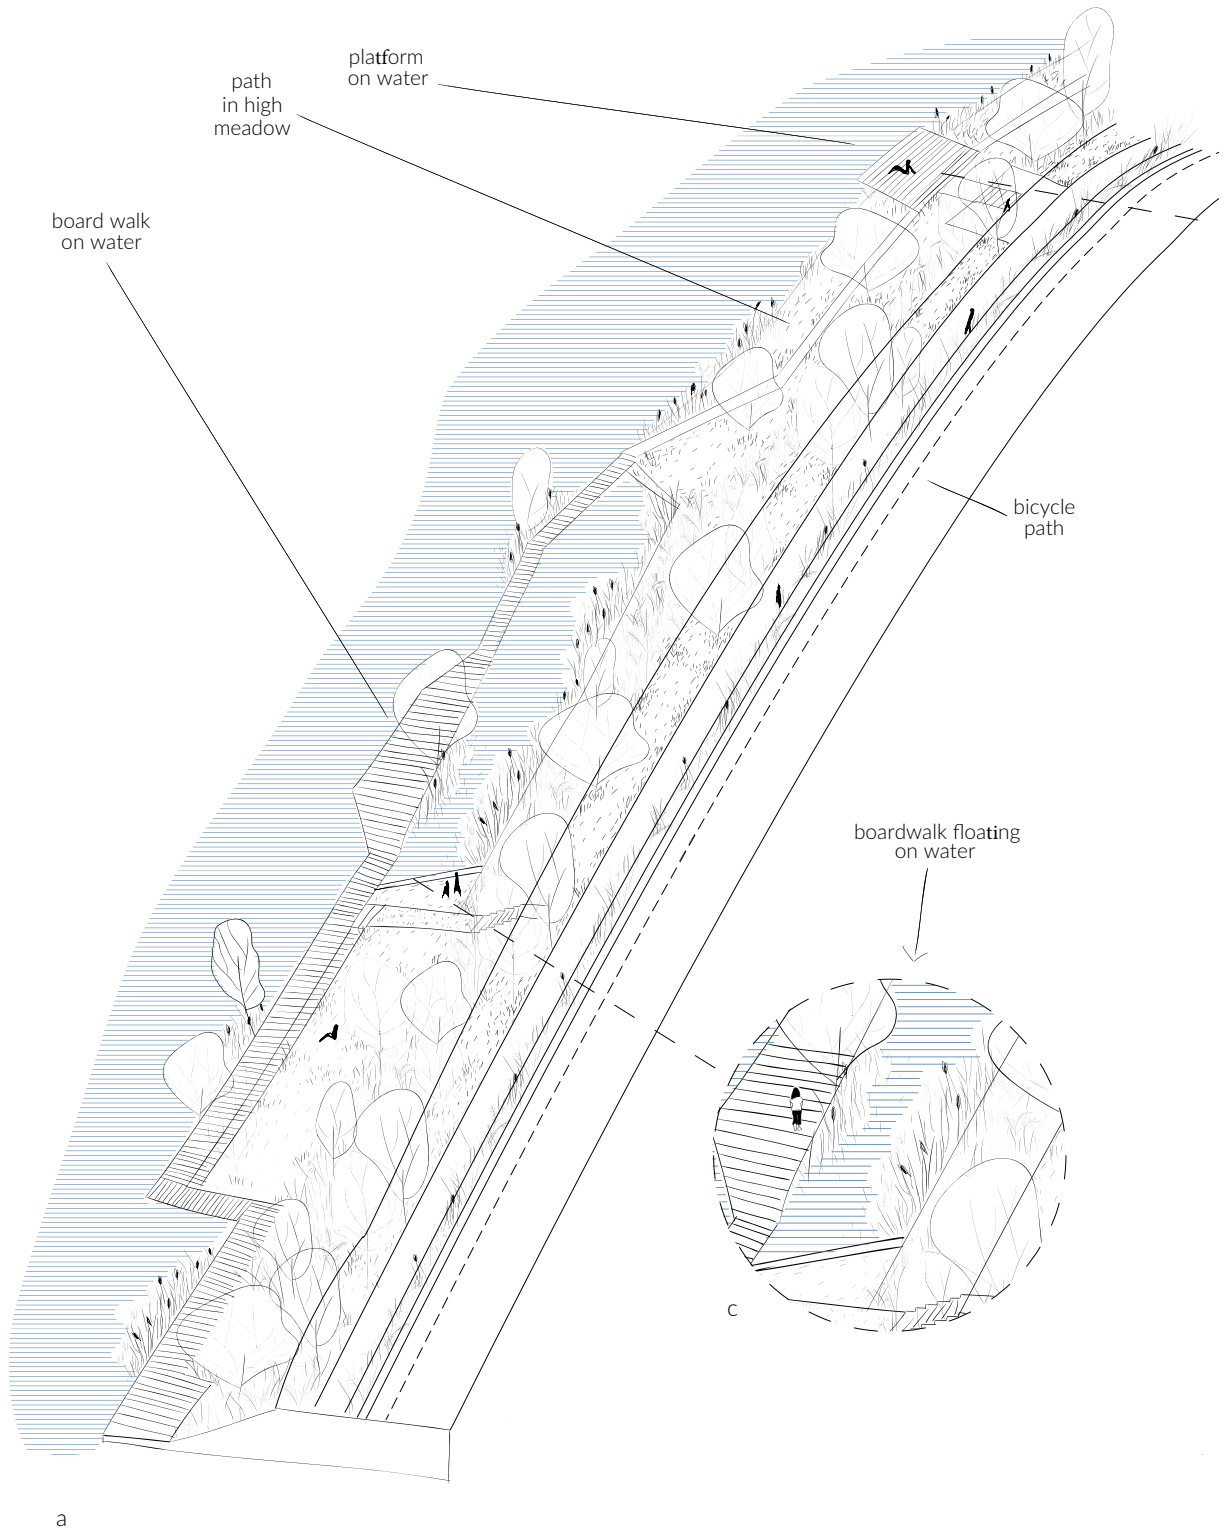 platform
on water
path
in high
meadow
board walk
on water
bicycle
path
boardwalk floating
on water
c
a